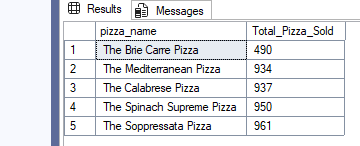 Results Messages
pizza_name Total_Pizza_Sold
1 The Brie Carre Pizza 490
2 The Mediterranean Pizza 934
3 The Calabrese Pizza 937
4 The Spinach Supreme Pizza 950
5 The Soppressata Pizza 961